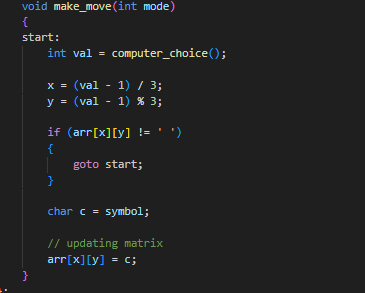 void make_move(int mode)
{
start:
    int val = computer_choice();
    x = (val - 1) / 3;
    y = (val - 1) % 3;
    if (arr[x][y] != ' ')
    {
        goto start;
    }
    char c = symbol;
    // updating matrix
    arr[x][y] = c;
}